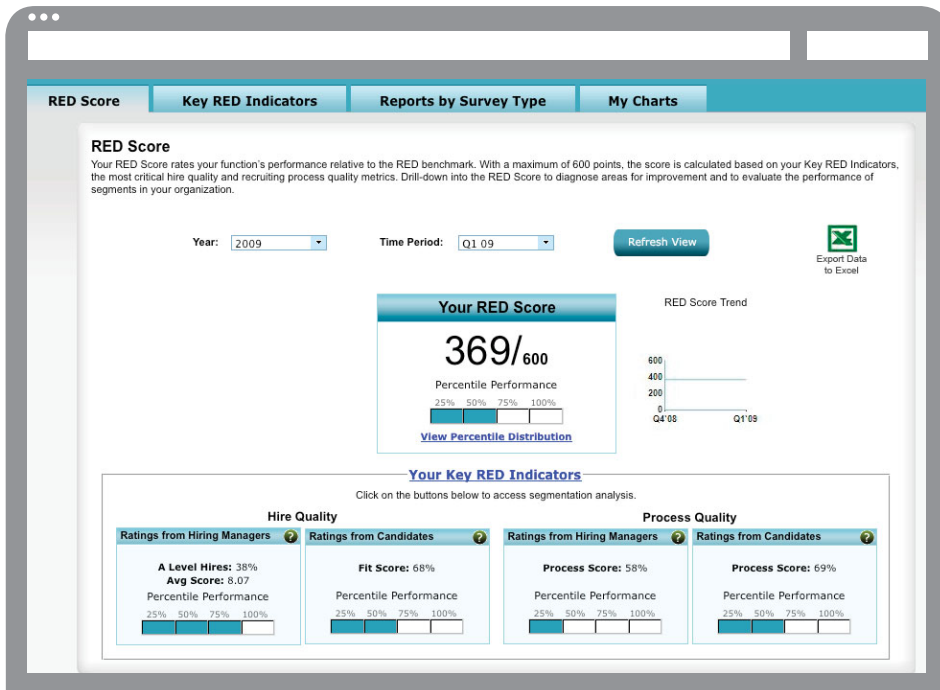 RED Score
Key RED Indicators
Reports by Survey Type
My Charts
RED Score
Your RED Score rates your function's performance relative to the RED benchmark. With a maximum of 600 points, the score is calculated based on your Key RED Indicators,
the most critical hire quality and recruiting process quality metrics. Drill-down into the RED Score to diagnose areas for improvement and to evaluate the performance of
segments in your organization.
Year: 2009
Time Period: Q1 09
Refresh View
Export Data
to Excel
Your RED Score
369/600
Percentile Performance
25% 50% 75% 100%
View Percentile Distribution
RED Score Trend
600
400
200
0
Q4'08 Q1'09
Your Key RED Indicators
Click on the buttons below to access segmentation analysis.
Hire Quality
Ratings from Hiring Managers ?
A Level Hires: 38%
Avg Score: 8.07
Percentile Performance
25% 50% 75% 100%
Ratings from Candidates ?
Fit Score: 68%
Percentile Performance
25% 50% 75% 100%
Process Quality
Ratings from Hiring Managers ?
Process Score: 58%
Percentile Performance
25% 50% 75% 100%
Ratings from Candidates ?
Process Score: 69%
Percentile Performance
25% 50% 75% 100%